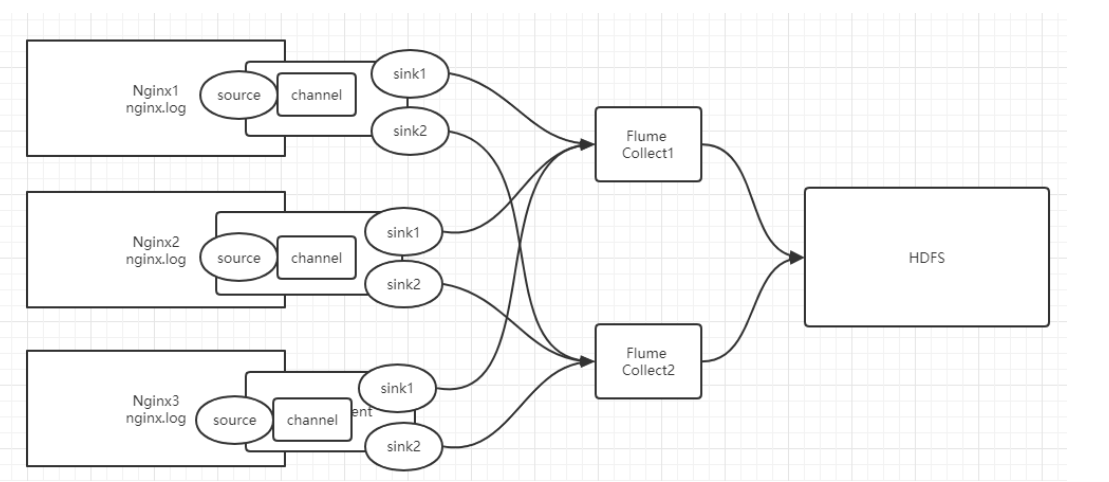 Nginx1
nginx.log
source
channel
sink1
sink2
Nginx2
nginx.log
source
channel
sink1
sink2
Nginx3
nginx.log
source
channel
ent
sink1
sink2
Flume
Collect1
Flume
Collect2
HDFS